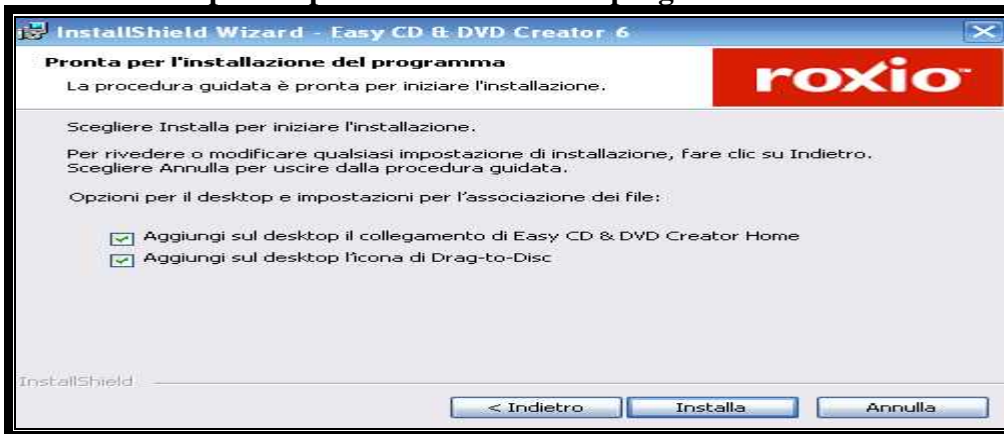 InstallShield Wizard - Easy CD & DVD Creator 6
Pronta per l'installazione del programma
La procedura guidata è pronta per iniziare l'installazione.
roxio™
Scegliere Installa per iniziare l'installazione.
Per rivedere o modificare qualsiasi impostazione di installazione, fare clic su Indietro.
Scegliere Annulla per uscire dalla procedura guidata.
Opzioni per il desktop e impostazioni per l'associazione dei file:
Aggiungi sul desktop il collegamento di Easy CD & DVD Creator Home
Aggiungi sul desktop l'icona di Drag-to-Disc
InstallShield
< Indietro Installa Annulla